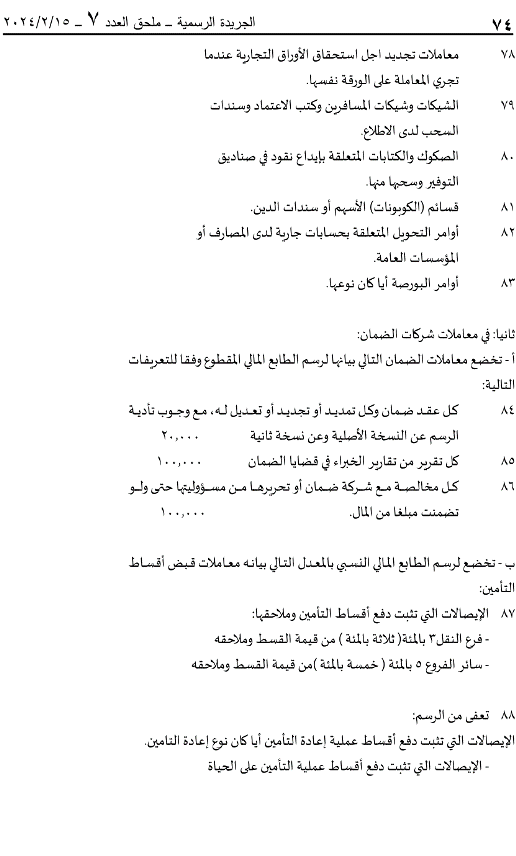 ٧٤ الجريدة الرسمية – ملحق العدد ٧ – ٢٠٢٤/٢/١٥
٧٨ معاملات تجديد اجل استحقاق الأوراق التجارية عندما
تجري المعاملة على الورقة نفسها.
٧٩ الشيكات وشيكات المسافرين وكتب الاعتماد وسندات
السحب لدى الاطلاع.
٨٠ الصكوك والكتابات المتعلقة بإيداع نقود في صناديق
التوفير وسحبها منها.
٨١ قسائم (الكوبونات) الأسهم أو سندات الدين.
٨٢ أوامر التحويل المتعلقة بحسابات جارية لدى المصارف أو
المؤسسات العامة.
٨٣ أوامر البورصة أيا كان نوعها.
ثانيا: في معاملات شركات الضمان:
أ - تخضع معاملات الضمان التالي بيانها لرسم الطابع المالي المقطوع وفقا للتعريفات
التالية:
٨٤ كل عقد ضمان وكل تمديد أو تجديد أو تعديل له، مع وجوب تأدية
الرسم عن النسخة الأصلية وعن نسخة ثانية ٢٠,٠٠٠
٨٥ كل تقرير من تقارير الخبراء في قضايا الضمان ١٠٠,٠٠٠
٨٦ كل مخالصة مع شركة ضمان أو تحريرها من مسؤوليتها حتى ولو
تضمنت مبلغا من المال. ١٠٠,٠٠٠
ب - تخضع لرسم الطابع المالي النسبي بالمعدل التالي بيانه معاملات قبض أقساط
التأمين:
٨٧ الإيصالات التي تثبت دفع أقساط التأمين وملاحقها:
- فرع النقل٣ بالمئة( ثلاثة بالمئة ) من قيمة القسط وملاحقه
- سائر الفروع ٥ بالمئة ( خمسة بالمئة )من قيمة القسط وملاحقه
٨٨ تعفى من الرسم:
الإيصالات التي تثبت دفع أقساط عملية إعادة التأمين أيا كان نوع إعادة التامين.
- الإيصالات التي تثبت دفع أقساط عملية التأمين على الحياة